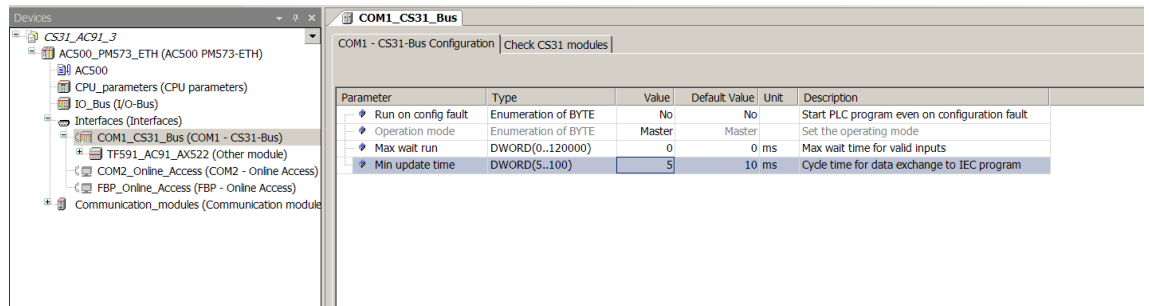 Devices
CS31_AC91_3
AC500_PM573_ETH (AC500 PM573-ETH)
AC500
CPU_parameters (CPU parameters)
IO_Bus (I/O-Bus)
Interfaces (Interfaces)
COM1_CS31_Bus (COM1 - CS31-Bus)
TF591_AC91_AX522 (Other module)
COM2_Online_Access (COM2 - Online Access)
FBP_Online_Access (FBP - Online Access)
Communication_modules (Communication module
COM1_CS31_Bus
COM1 - CS31-Bus Configuration Check CS31 modules
Parameter Type Value Default Value Unit Description
Run on config fault Enumeration of BYTE No No Start PLC program even on configuration fault
Operation mode Enumeration of BYTE Master Master Set the operating mode
Max wait run DWORD(0..120000) 0 0 ms Max wait time for valid inputs
Min update time DWORD(5..100) 5 10 ms Cycle time for data exchange to IEC program